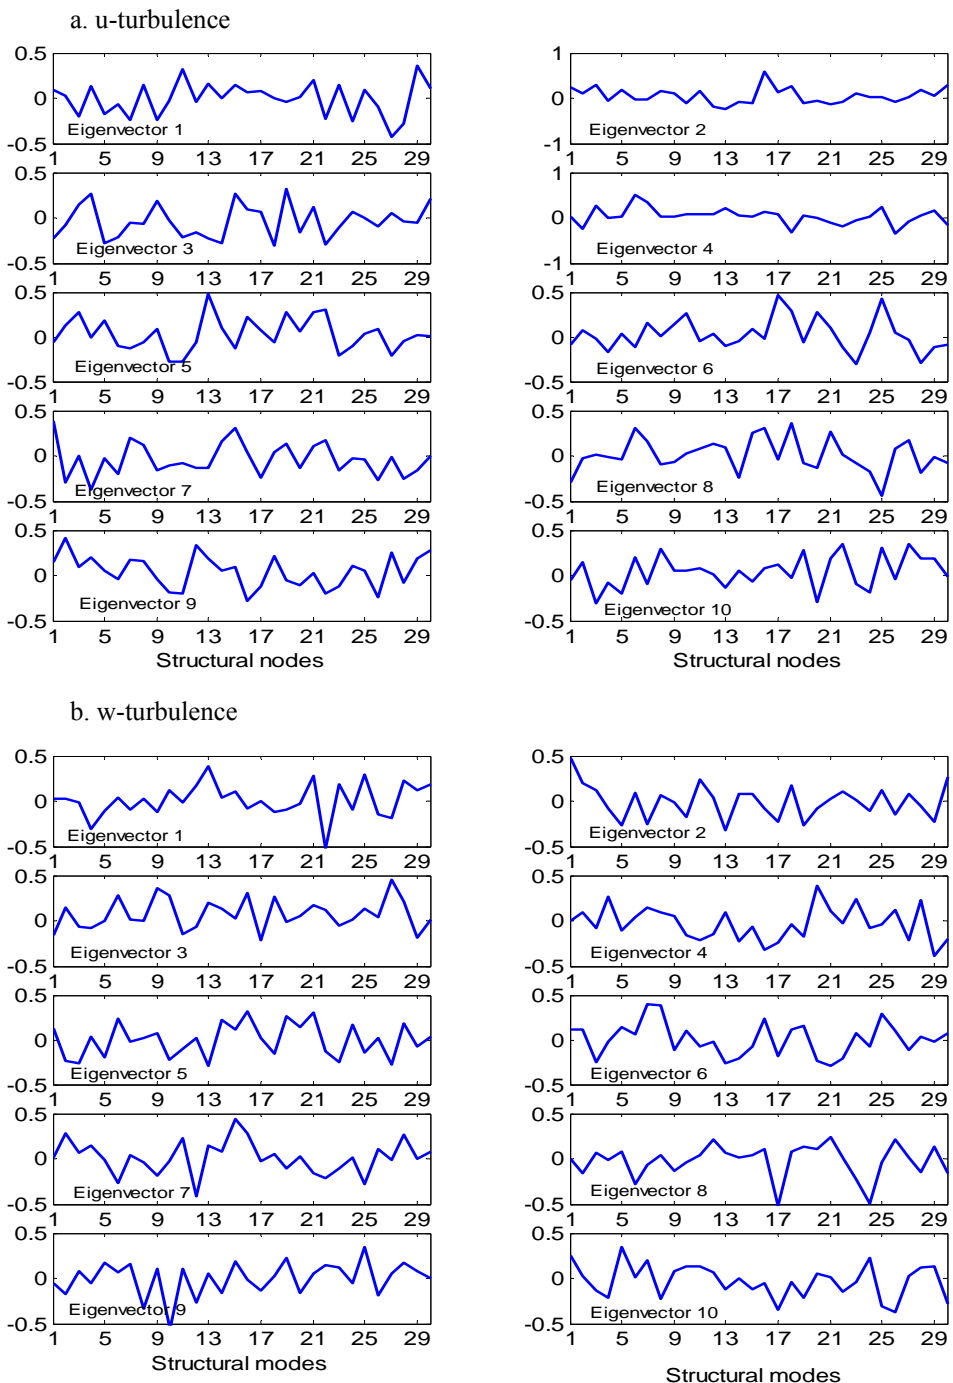 a. u-turbulence
0.5
0
-0.5
Eigenvector 1
1 5 9 13 17 21 25 29
1
0
-1
Eigenvector 2
1 5 9 13 17 21 25 29
0.5
0
-0.5
Eigenvector 3
1 5 9 13 17 21 25 29
1
0
-1
Eigenvector 4
1 5 9 13 17 21 25 29
0.5
0
-0.5
Eigenvector 5
1 5 9 13 17 21 25 29
0.5
0
-0.5
Eigenvector 6
1 5 9 13 17 21 25 29
0.5
0
-0.5
Eigenvector 7
1 5 9 13 17 21 25 29
0.5
0
-0.5
Eigenvector 8
1 5 9 13 17 21 25 29
0.5
0
-0.5
Eigenvector 9
1 5 9 13 17 21 25 29
Structural nodes
0.5
0
-0.5
Eigenvector 10
1 5 9 13 17 21 25 29
Structural nodes
b. w-turbulence
0.5
0
-0.5
Eigenvector 1
1 5 9 13 17 21 25 29
0.5
0
-0.5
Eigenvector 2
1 5 9 13 17 21 25 29
0.5
0
-0.5
Eigenvector 3
1 5 9 13 17 21 25 29
0.5
0
-0.5
Eigenvector 4
1 5 9 13 17 21 25 29
0.5
0
-0.5
Eigenvector 5
1 5 9 13 17 21 25 29
0.5
0
-0.5
Eigenvector 6
1 5 9 13 17 21 25 29
0.5
0
-0.5
Eigenvector 7
1 5 9 13 17 21 25 29
0.5
0
-0.5
Eigenvector 8
1 5 9 13 17 21 25 29
0.5
0
-0.5
Eigenvector 9
1 5 9 13 17 21 25 29
Structural modes
0.5
0
-0.5
Eigenvector 10
1 5 9 13 17 21 25 29
Structural modes